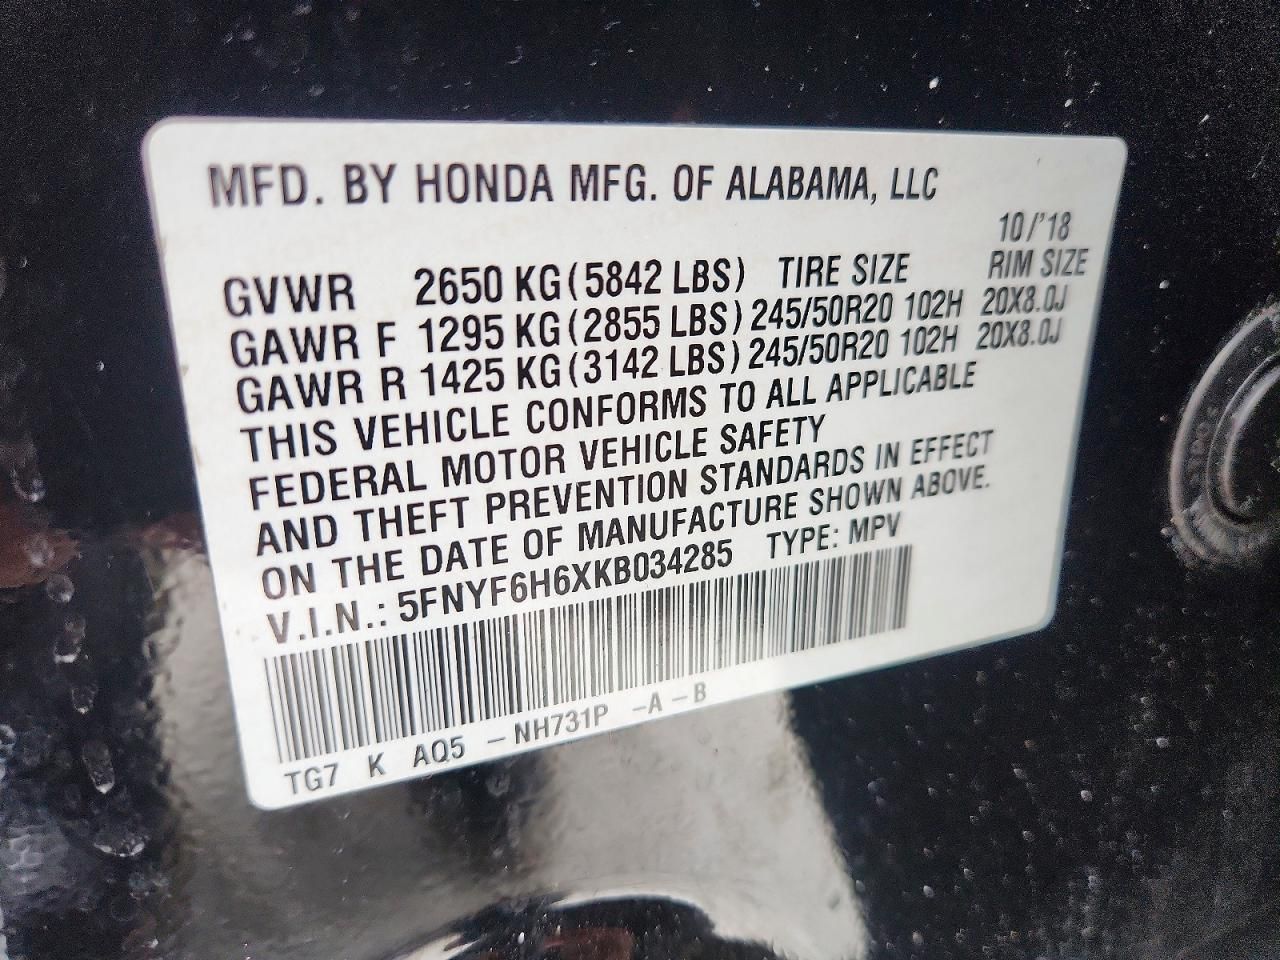 MFD. BY HONDA MFG. OF ALABAMA, LLC
10/'18
GVWR 2650 KG (5842 LBS) TIRE SIZE RIM SIZE
GAWR F 1295 KG (2855 LBS) 245/50R20 102H 20X8.0J
GAWR R 1425 KG (3142 LBS) 245/50R20 102H 20X8.0J
THIS VEHICLE CONFORMS TO ALL APPLICABLE
FEDERAL MOTOR VEHICLE SAFETY
AND THEFT PREVENTION STANDARDS IN EFFECT
ON THE DATE OF MANUFACTURE SHOWN ABOVE.
V.I.N.: 5FNYF6H6XKB034285 TYPE: MPV
TG7 K AQ5 -NH731P -A-B